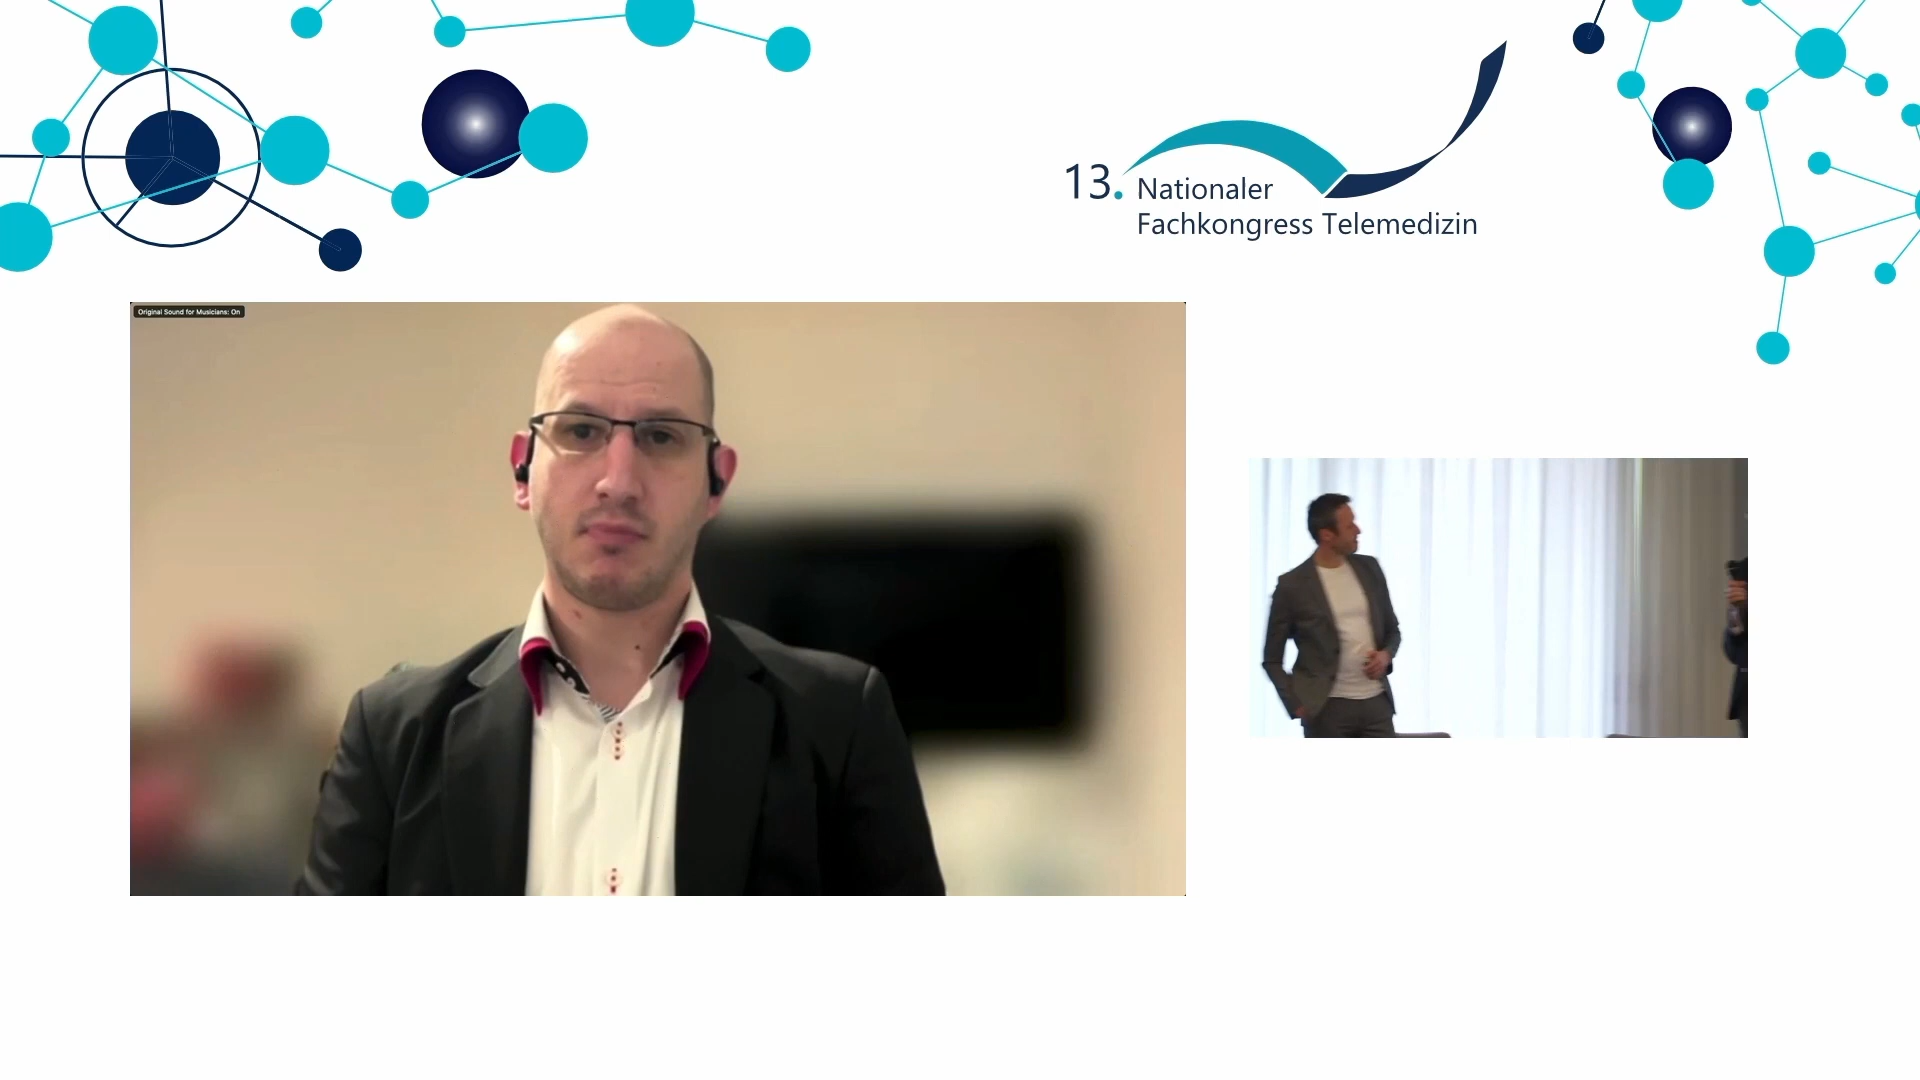 13. Nationaler
Fachkongress Telemedizin
Original Sound for Musicians: On